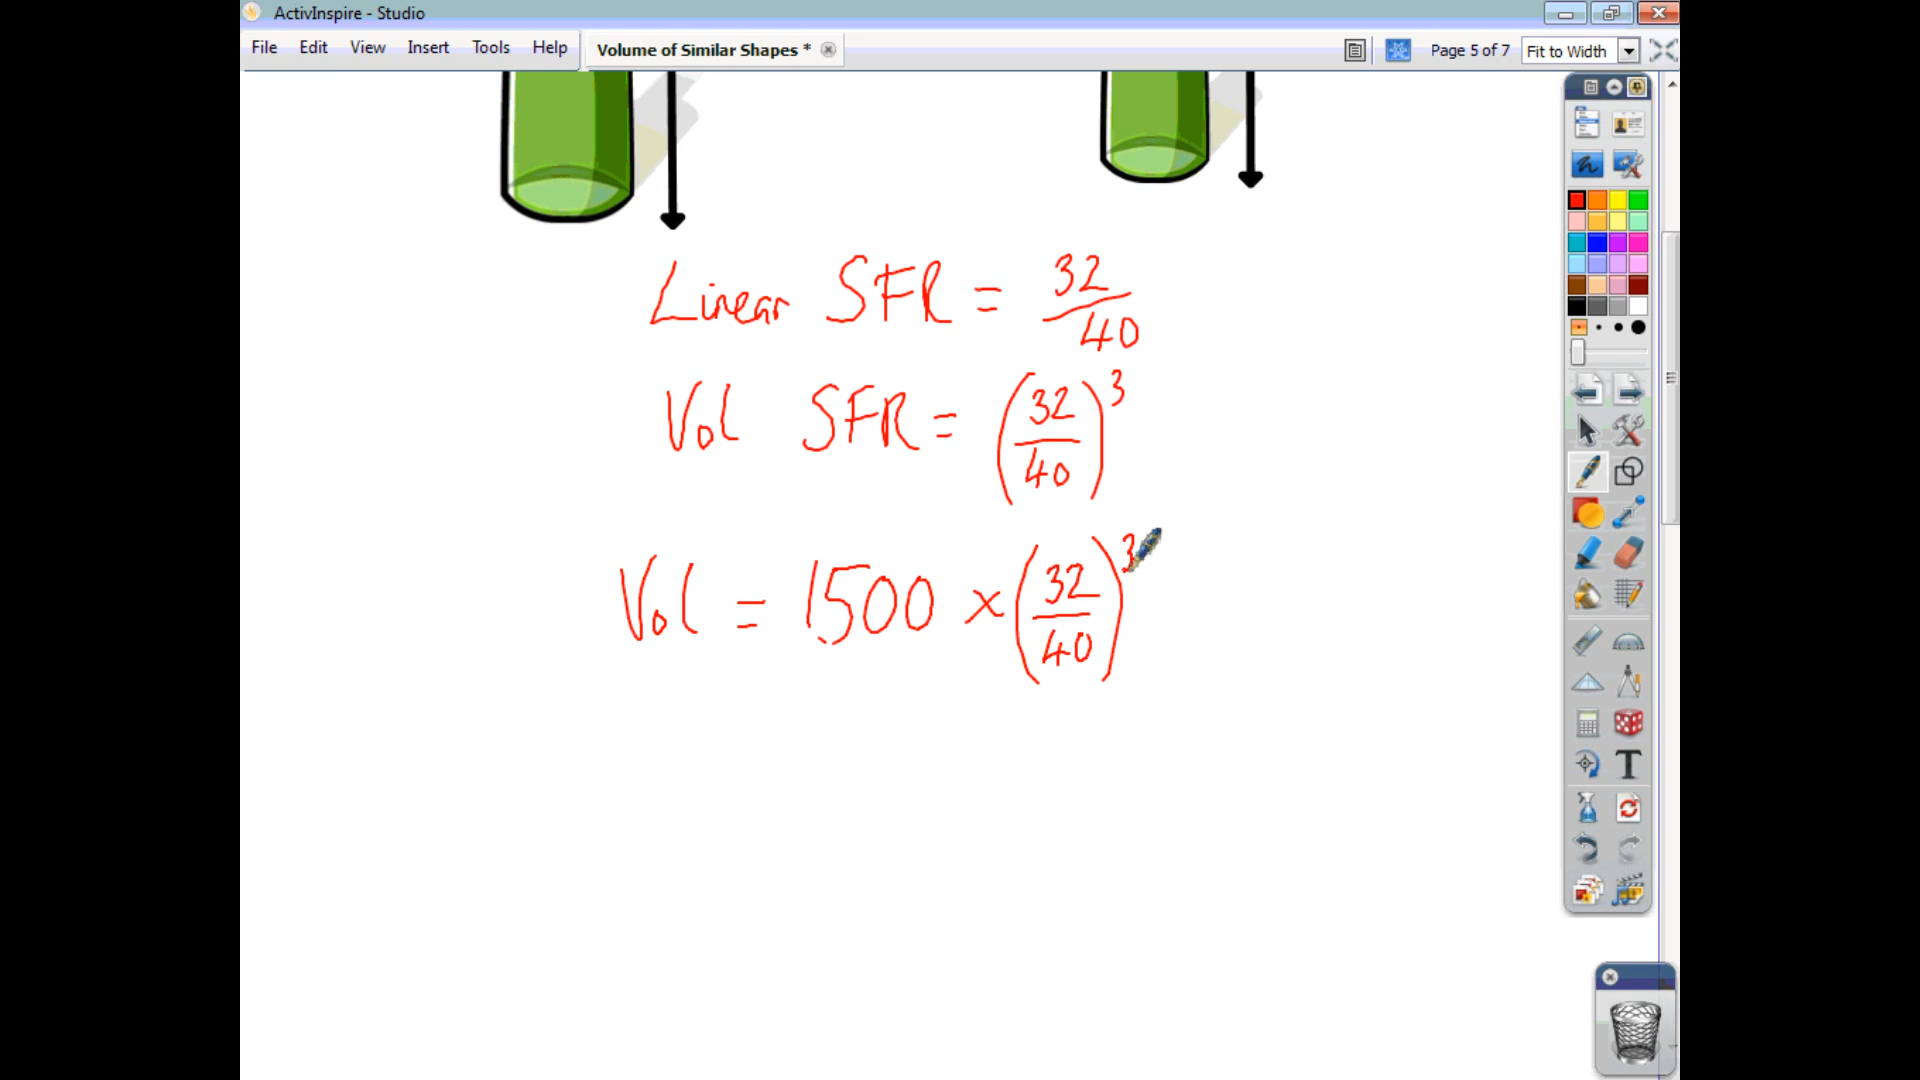 ActivInspire - Studio
File Edit View Insert Tools Help
Volume of Similar Shapes *
Page 5 of 7
Fit to Width
Linear SFR = 32/40
Vol SFR = (32/40)³
Vol = 1500 × (32/40)³
T